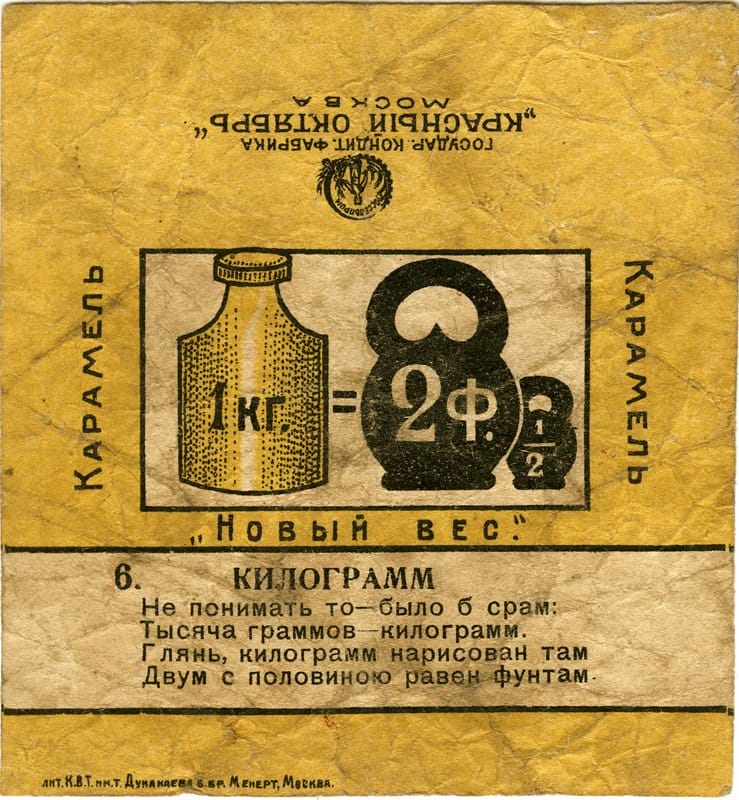 МОСКВА
„КРАСНЫЙ ОКТЯБРЬ“
ГОСУДАР. КОНДИТ. ФАБРИКА
МОССЕЛЬПРОМ
КАРАМЕЛЬ
КАРАМЕЛЬ
1 КГ. = 2 Ф. 1/2
„НОВЫЙ ВЕС.“
6. КИЛОГРАММ
Не понимать то—было б срам:
Тысяча граммов—килограмм.
Глянь, килограмм нарисован там
Двум с половиною равен фунтам.
ЛИТ. К.В.Т. ИМ. Т. ДУНАЕВА Б. БР. МЕНЕРТ, МОСКВА.